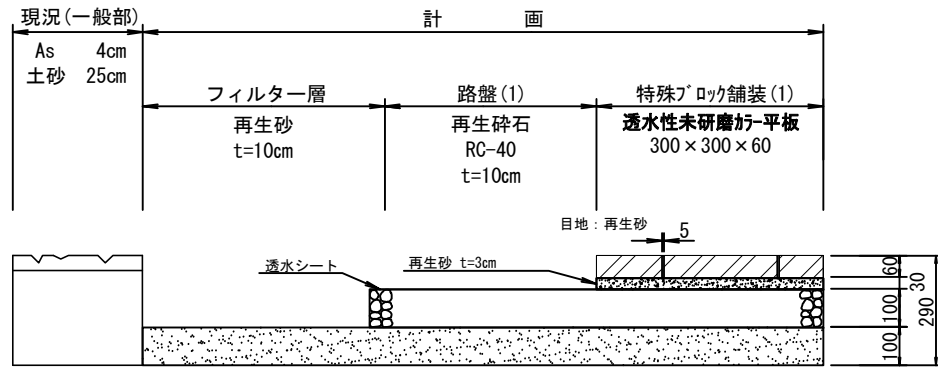 現況(一般部)
計 画
As 4cm
土砂 25cm
フィルター層
再生砂
t=10cm
路盤(1)
再生砕石
RC-40
t=10cm
特殊ブロック舗装(1)
透水性未研磨カラー平板
300×300×60
目地：再生砂
5
透水シート
再生砂 t=3cm
60
30
100
100
290